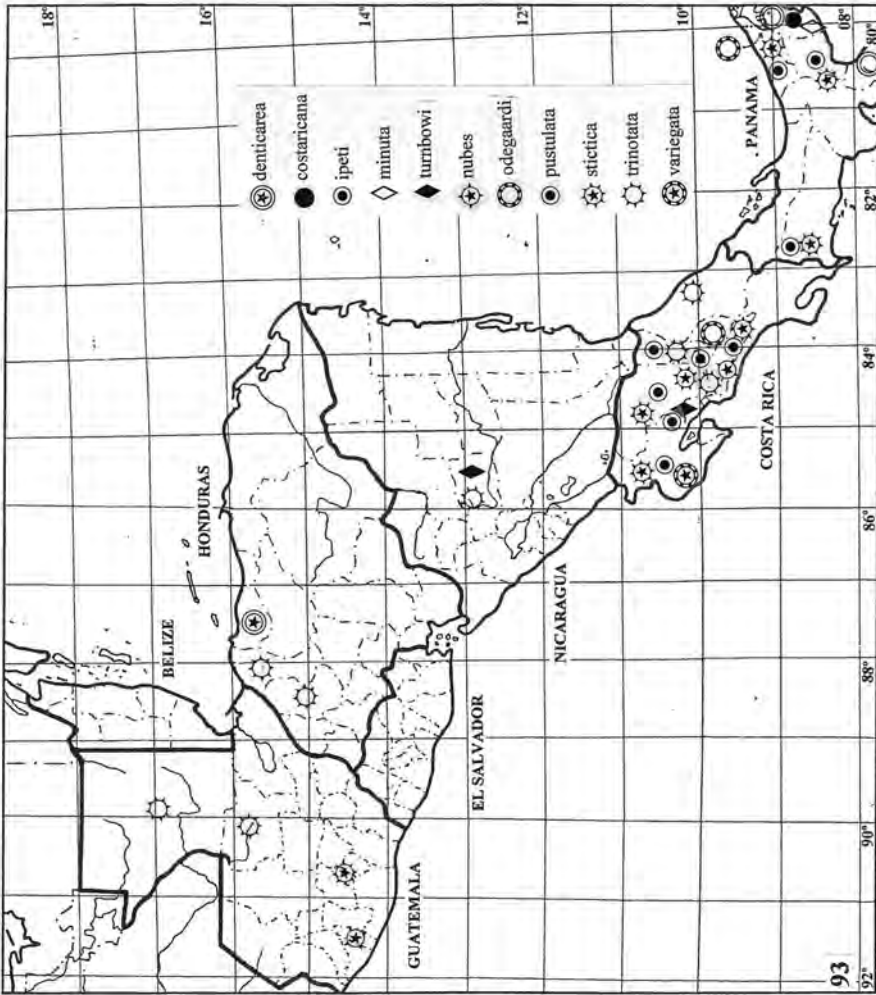 18°
16°
14°
12°
10°
08°
80°
82°
84°
86°
88°
90°
92°
BELIZE
HONDURAS
GUATEMALA
EL SALVADOR
NICARAGUA
COSTA RICA
PANAMA
denticarea
costaricana
ipeti
minuta
turnbowi
nubes
odegaardi
pustulata
stictica
trinotata
variegata
93